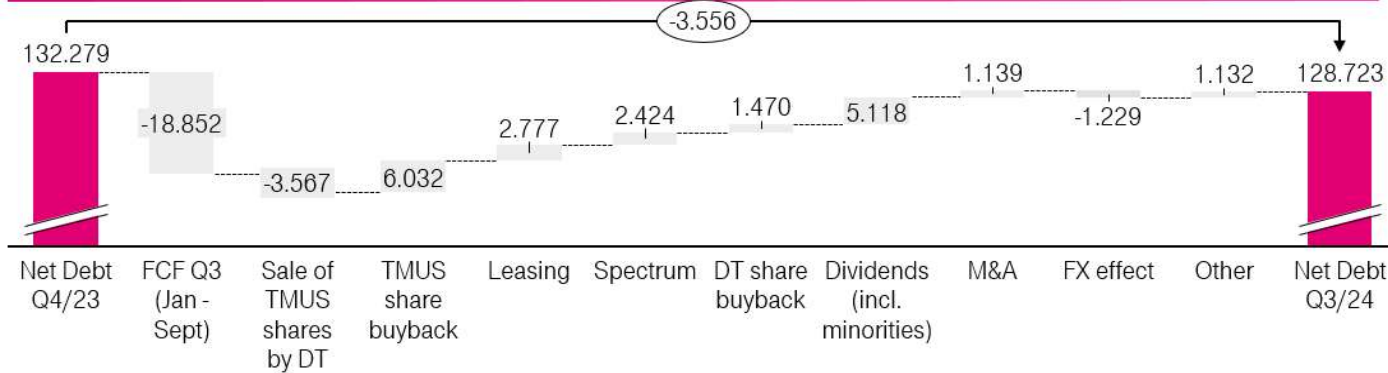 -3.556
132.279
-18.852
-3.567
6.032
2.777
2.424
1.470
5.118
1.139
-1.229
1.132
128.723
Net Debt
Q4/23
FCF Q3
(Jan -
Sept)
Sale of
TMUS
shares
by DT
TMUS
share
buyback
Leasing
Spectrum
DT share
buyback
Dividends
(incl.
minorities)
M&A
FX effect
Other
Net Debt
Q3/24